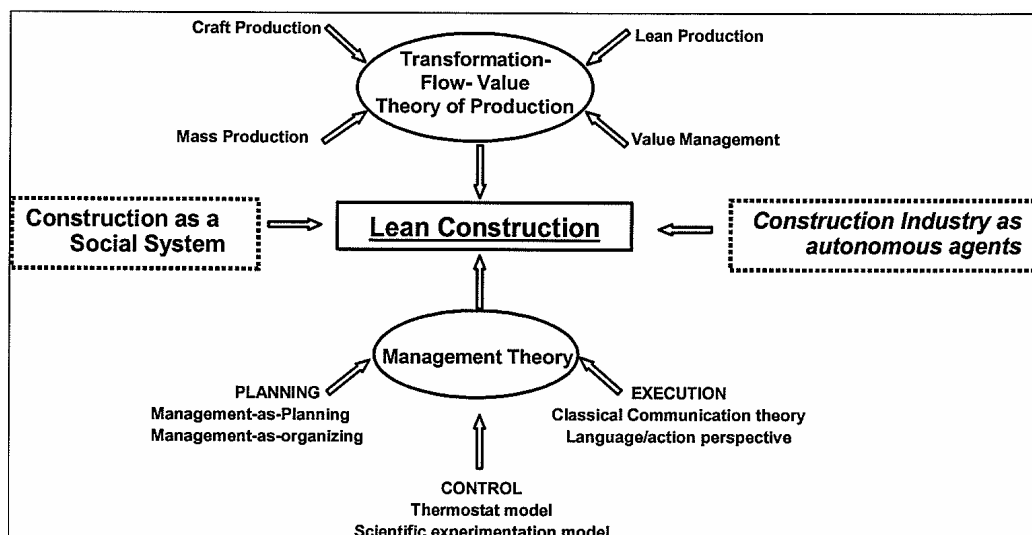 Craft Production
Lean Production
Transformation-
Flow- Value
Theory of Production
Mass Production
Value Management
Construction as a
Social System
Lean Construction
Construction Industry as
autonomous agents
Management Theory
PLANNING
Management-as-Planning
Management-as-organizing
EXECUTION
Classical Communication theory
Language/action perspective
CONTROL
Thermostat model
Scientific experimentation model